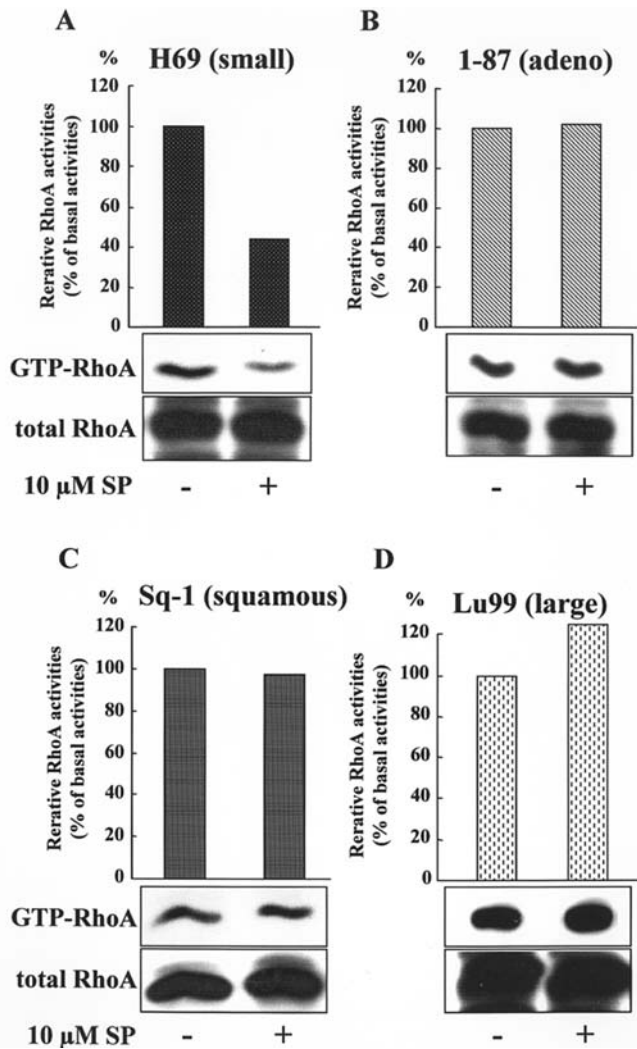 A
B
% H69 (small)
% 1-87 (adeno)
Rerative RhoA activities
(% of basal activities)
120
100
80
60
40
20
0
Rerative RhoA activities
(% of basal activities)
120
100
80
60
40
20
0
GTP-RhoA
total RhoA
10 µM SP - +
- +
C
D
% Sq-1 (squamous)
% Lu99 (large)
Rerative RhoA activities
(% of basal activities)
120
100
80
60
40
20
0
Rerative RhoA activities
(% of basal activities)
120
100
80
60
40
20
0
GTP-RhoA
total RhoA
10 µM SP - +
- +